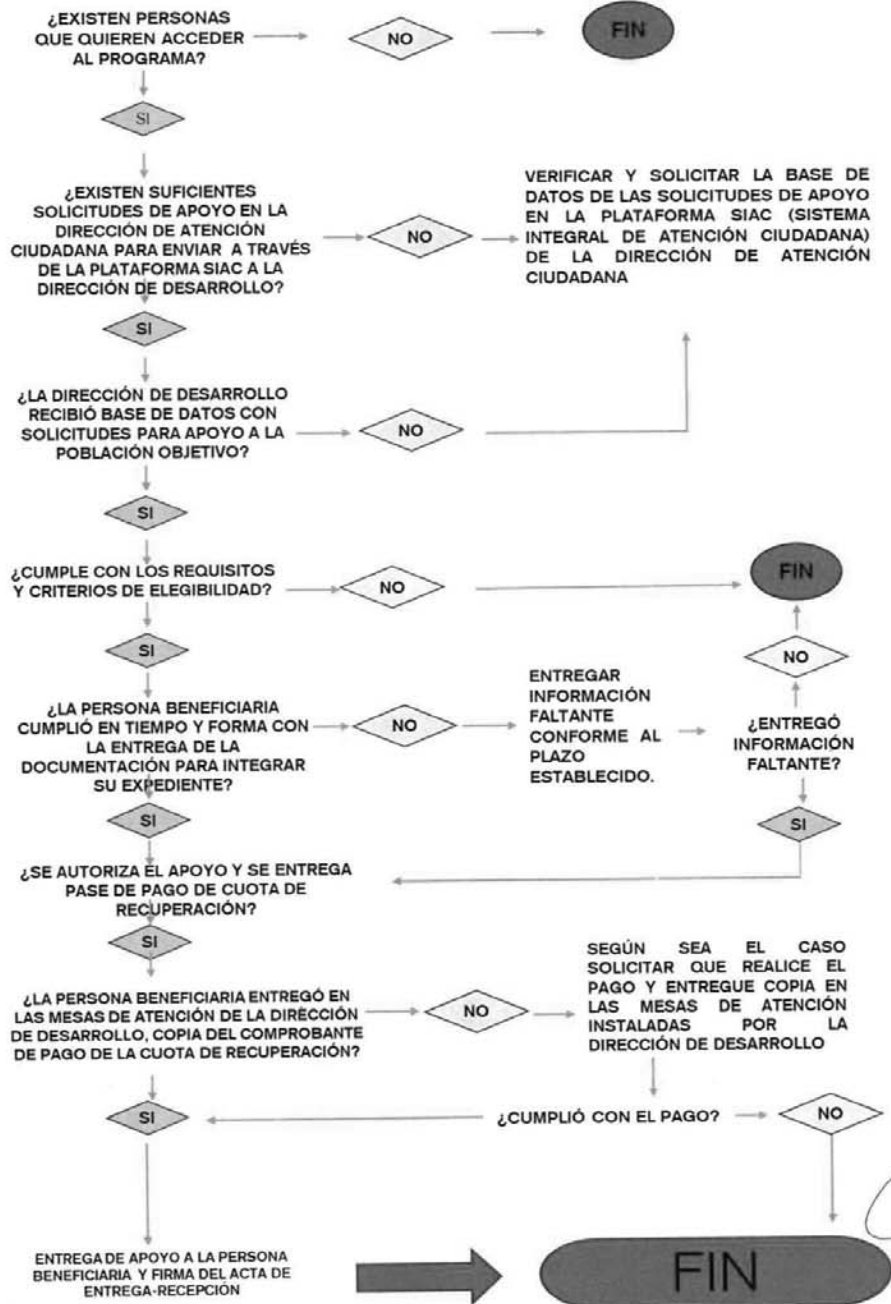 ¿EXISTEN PERSONAS
QUE QUIEREN ACCEDER
AL PROGRAMA?
NO
FIN
SI
¿EXISTEN SUFICIENTES
SOLICITUDES DE APOYO EN LA
DIRECCIÓN DE ATENCIÓN
CIUDADANA PARA ENVIAR A TRAVÉS
DE LA PLATAFORMA SIAC A LA
DIRECCIÓN DE DESARROLLO?
NO
VERIFICAR Y SOLICITAR LA BASE DE
DATOS DE LAS SOLICITUDES DE APOYO
EN LA PLATAFORMA SIAC (SISTEMA
INTEGRAL DE ATENCIÓN CIUDADANA)
DE LA DIRECCIÓN DE ATENCIÓN
CIUDADANA
SI
¿LA DIRECCIÓN DE DESARROLLO
RECIBIÓ BASE DE DATOS CON
SOLICITUDES PARA APOYO A LA
POBLACIÓN OBJETIVO?
NO
SI
¿CUMPLE CON LOS REQUISITOS
Y CRITERIOS DE ELEGIBILIDAD?
NO
FIN
SI
¿LA PERSONA BENEFICIARIA
CUMPLIÓ EN TIEMPO Y FORMA CON
LA ENTREGA DE LA
DOCUMENTACIÓN PARA INTEGRAR
SU EXPEDIENTE?
NO
ENTREGAR
INFORMACIÓN
FALTANTE
CONFORME AL
PLAZO
ESTABLECIDO.
NO
¿ENTREGÓ
INFORMACIÓN
FALTANTE?
SI
SI
¿SE AUTORIZA EL APOYO Y SE ENTREGA
PASE DE PAGO DE CUOTA DE
RECUPERACIÓN?
SI
¿LA PERSONA BENEFICIARIA ENTREGÓ EN
LAS MESAS DE ATENCIÓN DE LA DIRECCIÓN
DE DESARROLLO, COPIA DEL COMPROBANTE
DE PAGO DE LA CUOTA DE RECUPERACIÓN?
NO
SEGÚN SEA EL CASO
SOLICITAR QUE REALICE EL
PAGO Y ENTREGUE COPIA EN
LAS MESAS DE ATENCIÓN
INSTALADAS POR LA
DIRECCIÓN DE DESARROLLO
SI
¿CUMPLIÓ CON EL PAGO?
NO
ENTREGA DE APOYO A LA PERSONA
BENEFICIARIA Y FIRMA DEL ACTA DE
ENTREGA-RECEPCIÓN
FIN